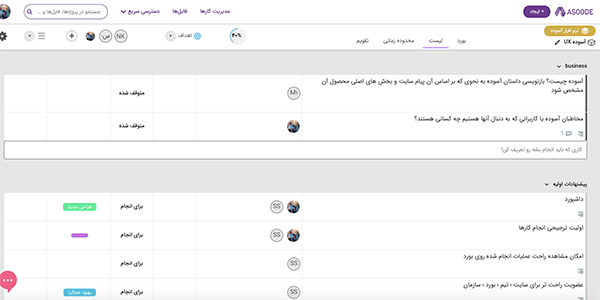 ASOODE
+ ایجاد
مدیریت کارها
فایل‌ها
دسترسی سریع
جستجو در پروژه‌ها، فایل‌ها و ...
نرم افزار آسوده
آسوده UX
بورد
لیست
محدوده زمانی
تقویم
۴۰%
اهداف
NK
business
آسوده چیست؟ بازنویسی داستان آسوده به نحوی که بر اساس آن پیام سایت و بخش های اصلی محصول آن
مشخص شود
متوقف شده
مخاطبان آسوده یا کاربرانی که به دنبال آنها هستیم چه کسانی هستند؟
1
متوقف شده
کاری که باید انجام بشه رو تعریف کن!
پیشنهادات اولیه
داشبورد
SS
برای انجام
طراحی جدید
اولیت ترجیحی انجام کارها
SS
برای انجام
امکان مشاهده راحت عملیات انجام شده روی بورد
SS
برای انجام
عضویت راحت تر برای سایت - تیم - بورد - سازمان
SS
برای انجام
بهبود عملکرد